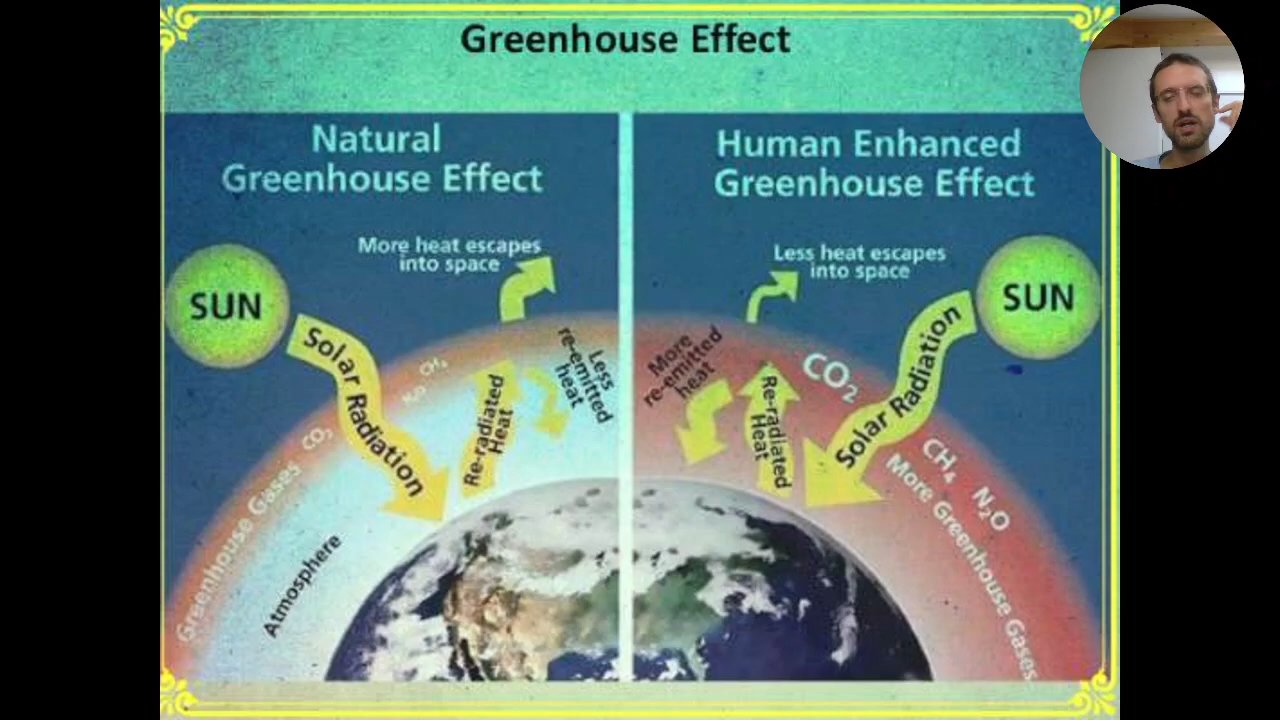 Greenhouse Effect
Natural
Greenhouse Effect
More heat escapes
into space
SUN
Solar Radiation
Re-radiated
Heat
Less
re-emitted
heat
CH4
N2O
CO2
Greenhouse Gases
Atmosphere
Human Enhanced
Greenhouse Effect
Less heat escapes
into space
SUN
Solar Radiation
More
re-emitted
heat
Re-radiated
Heat
CO2
CH4
N2O
More Greenhouse Gases